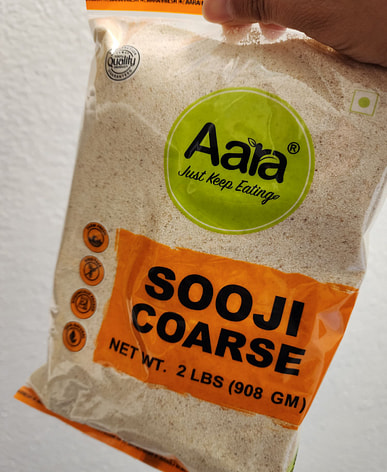 Quality
Aara®
Just Keep Eating
SOOJI
COARSE
NET WT. 2 LBS (908 GM)